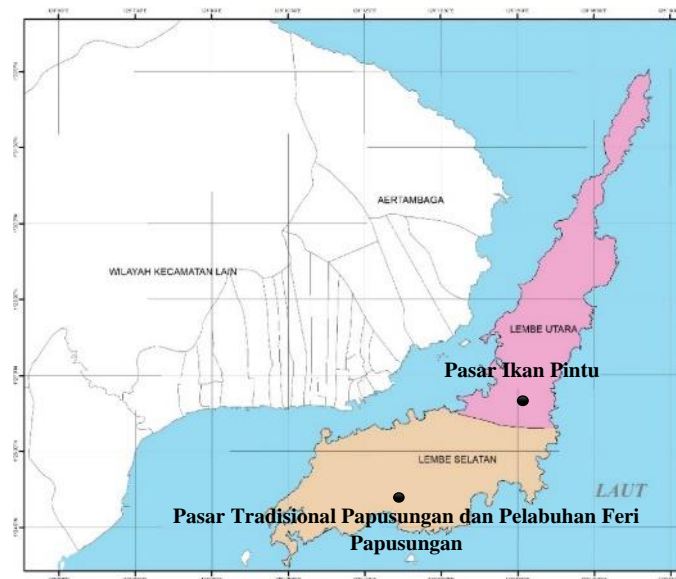 AERTAMBAGA
WILAYAH KECAMATAN LAIN
LEMBE UTARA
Pasar Ikan Pintu
LEMBE SELATAN
LAUT
Pasar Tradisional Papusungan dan Pelabuhan Feri
Papusungan